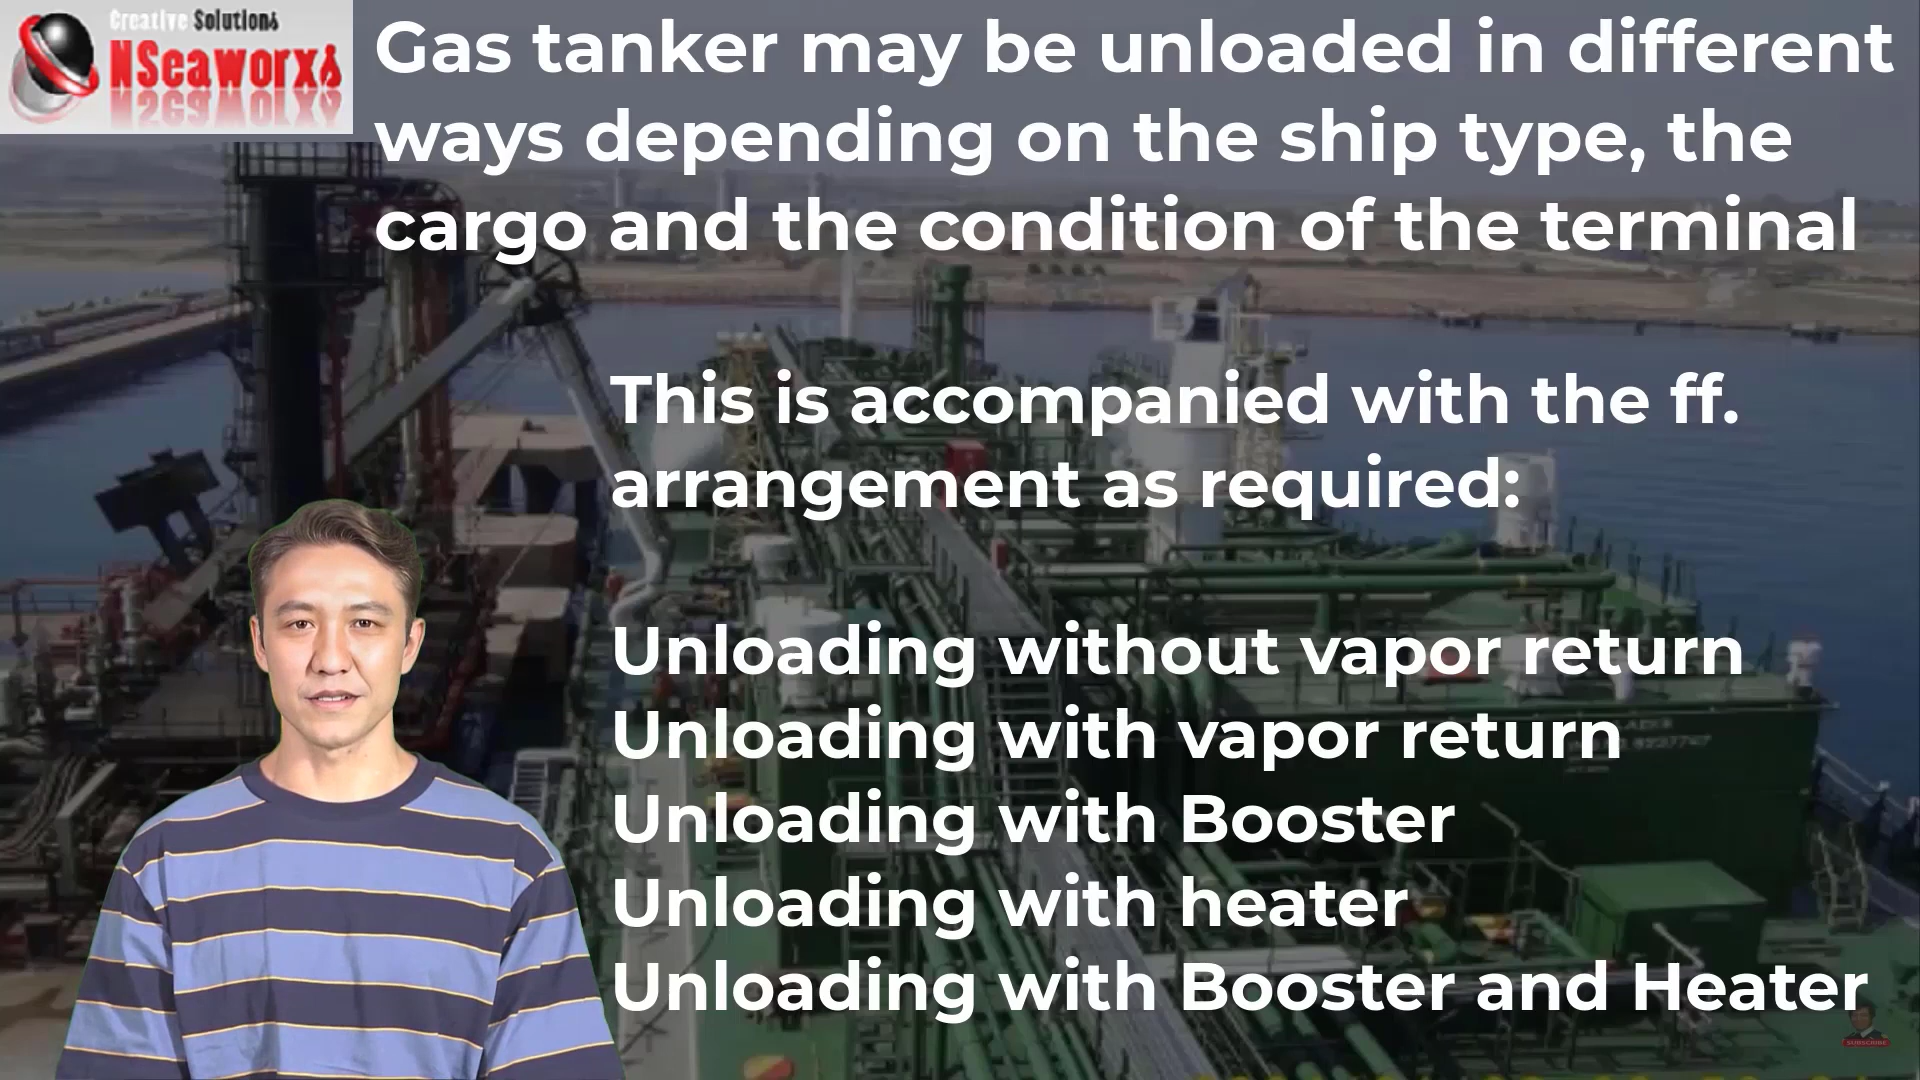 Creative Solutions
NSeaworxs
Gas tanker may be unloaded in different
ways depending on the ship type, the
cargo and the condition of the terminal
This is accompanied with the ff.
arrangement as required:
Unloading without vapor return
Unloading with vapor return
Unloading with Booster
Unloading with heater
Unloading with Booster and Heater
SUBSCRIBE